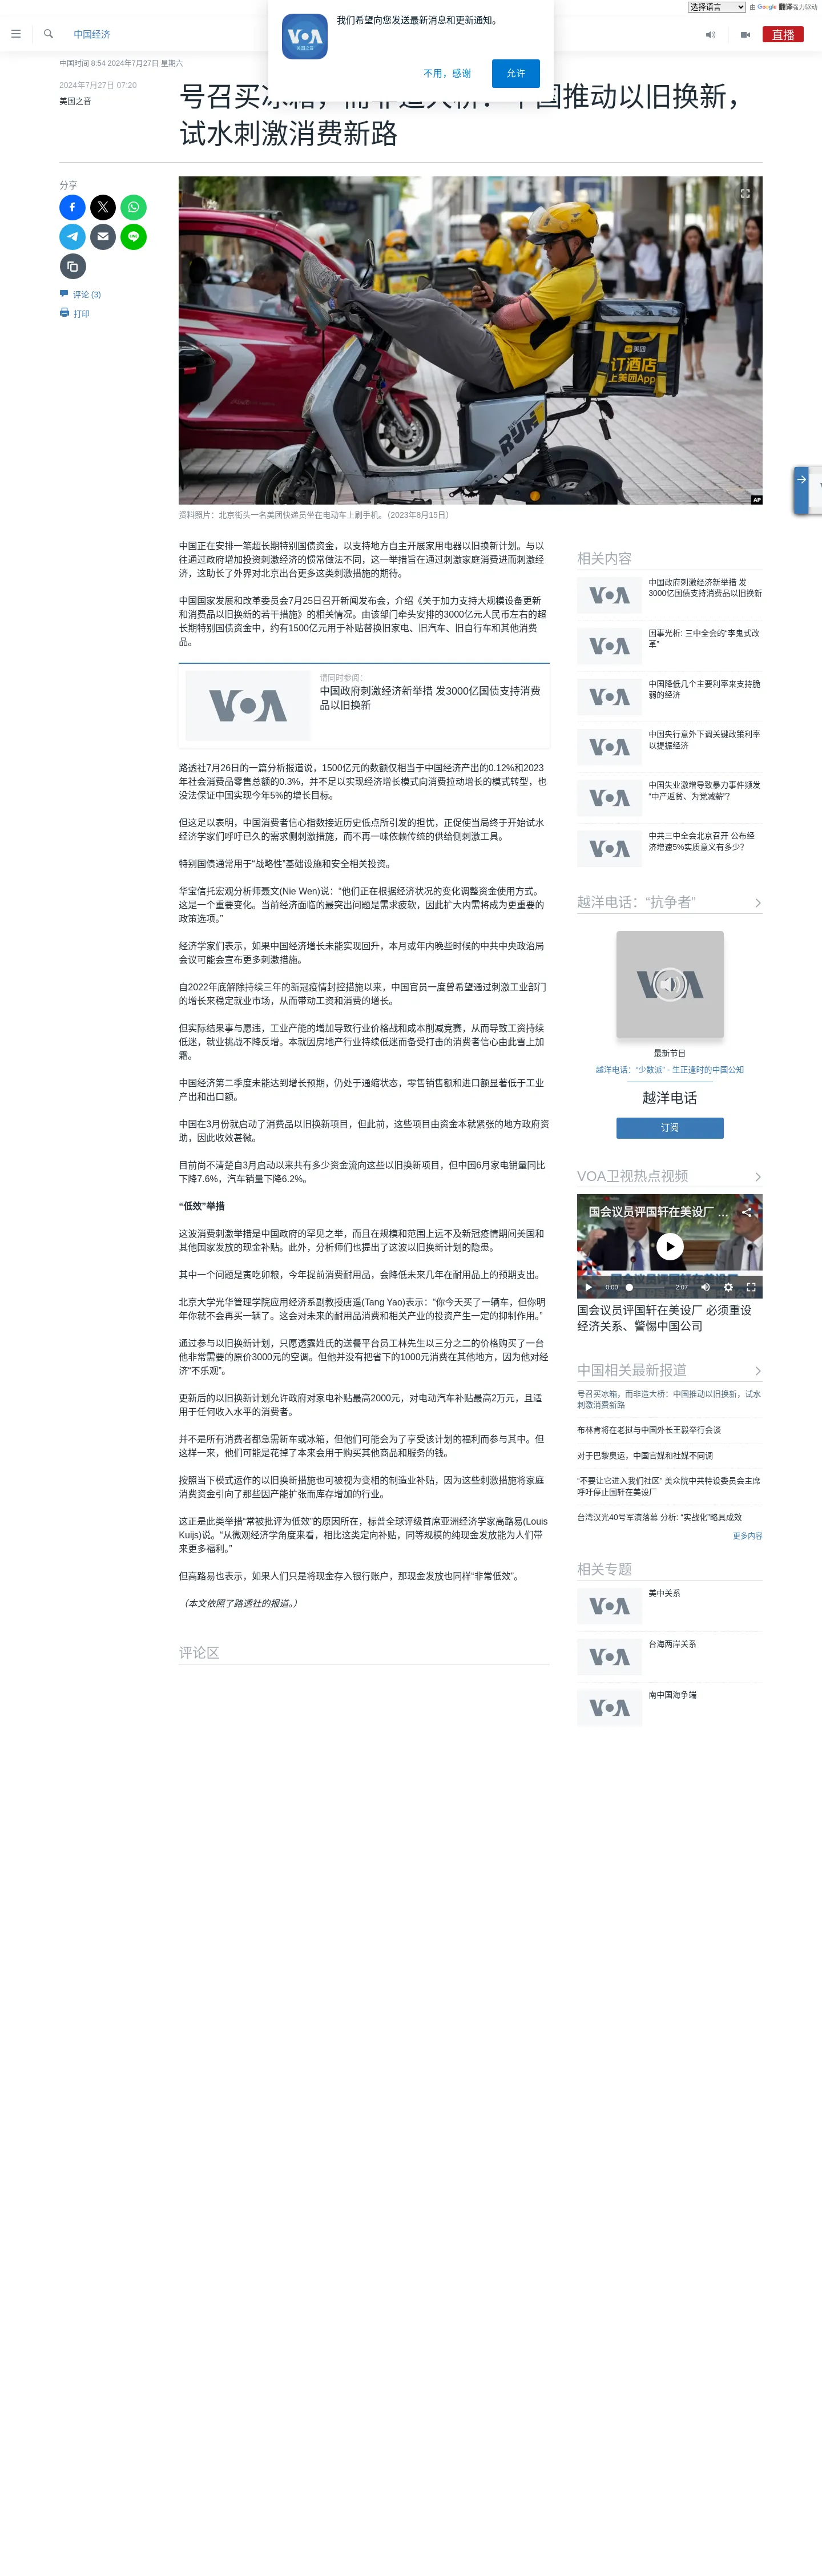 选择语言
由 Google 翻译强力驱动
中国经济
我们希望向您发送最新消息和更新通知。
VOA
美国之音
不用，感谢
允许
直播
中国时间 8:54 2024年7月27日 星期六
2024年7月27日 07:20
美国之音
号召买冰箱，而非造大桥：中国推动以旧换新，
试水刺激消费新路
分享
评论 (3)
打印
美团
订酒店
上美团App
RUN
AP
资料照片：北京街头一名美团快递员坐在电动车上刷手机。（2023年8月15日）
中国正在安排一笔超长期特别国债资金，以支持地方自主开展家用电器以旧换新计划。与以
往通过政府增加投资刺激经济的惯常做法不同，这一举措旨在通过刺激家庭消费进而刺激经
济，这助长了外界对北京出台更多这类刺激措施的期待。
中国国家发展和改革委员会7月25日召开新闻发布会，介绍《关于加力支持大规模设备更新
和消费品以旧换新的若干措施》的相关情况。由该部门牵头安排的3000亿元人民币左右的超
长期特别国债资金中，约有1500亿元用于补贴替换旧家电、旧汽车、旧自行车和其他消费
品。
VOA
请同时参阅：
中国政府刺激经济新举措 发3000亿国债支持消费
品以旧换新
路透社7月26日的一篇分析报道说，1500亿元的数额仅相当于中国经济产出的0.12%和2023
年社会消费品零售总额的0.3%，并不足以实现经济增长模式向消费拉动增长的模式转型，也
没法保证中国实现今年5%的增长目标。
但这足以表明，中国消费者信心指数接近历史低点所引发的担忧，正促使当局终于开始试水
经济学家们呼吁已久的需求侧刺激措施，而不再一味依赖传统的供给侧刺激工具。
特别国债通常用于“战略性”基础设施和安全相关投资。
华宝信托宏观分析师聂文(Nie Wen)说：“他们正在根据经济状况的变化调整资金使用方式。
这是一个重要变化。当前经济面临的最突出问题是需求疲软，因此扩大内需将成为更重要的
政策选项。”
经济学家们表示，如果中国经济增长未能实现回升，本月或年内晚些时候的中共中央政治局
会议可能会宣布更多刺激措施。
自2022年底解除持续三年的新冠疫情封控措施以来，中国官员一度曾希望通过刺激工业部门
的增长来稳定就业市场，从而带动工资和消费的增长。
但实际结果事与愿违，工业产能的增加导致行业价格战和成本削减竞赛，从而导致工资持续
低迷，就业挑战不降反增。本就因房地产行业持续低迷而备受打击的消费者信心由此雪上加
霜。
中国经济第二季度未能达到增长预期，仍处于通缩状态，零售销售额和进口额显著低于工业
产出和出口额。
中国在3月份就启动了消费品以旧换新项目，但此前，这些项目由资金本就紧张的地方政府资
助，因此收效甚微。
目前尚不清楚自3月启动以来共有多少资金流向这些以旧换新项目，但中国6月家电销量同比
下降7.6%，汽车销量下降6.2%。
“低效”举措
这波消费刺激举措是中国政府的罕见之举，而且在规模和范围上远不及新冠疫情期间美国和
其他国家发放的现金补贴。此外，分析师们也提出了这波以旧换新计划的隐患。
其中一个问题是寅吃卯粮，今年提前消费耐用品，会降低未来几年在耐用品上的预期支出。
北京大学光华管理学院应用经济系副教授唐遥(Tang Yao)表示：“你今天买了一辆车，但你明
年你就不会再买一辆了。这会对未来的耐用品消费和相关产业的投资产生一定的抑制作用。”
通过参与以旧换新计划，只愿透露姓氏的送餐平台员工林先生以三分之二的价格购买了一台
他非常需要的原价3000元的空调。但他并没有把省下的1000元消费在其他地方，因为他对经
济“不乐观”。
更新后的以旧换新计划允许政府对家电补贴最高2000元，对电动汽车补贴最高2万元，且适
用于任何收入水平的消费者。
并不是所有消费者都急需新车或冰箱，但他们可能会为了享受该计划的福利而参与其中。但
这样一来，他们可能是花掉了本来会用于购买其他商品和服务的钱。
按照当下模式运作的以旧换新措施也可被视为变相的制造业补贴，因为这些刺激措施将家庭
消费资金引向了那些因产能扩张而库存增加的行业。
这正是此类举措“常被批评为低效”的原因所在，标普全球评级首席亚洲经济学家高路易(Louis
Kuijs)说。“从微观经济学角度来看，相比这类定向补贴，同等规模的纯现金发放能为人们带
来更多福利。”
但高路易也表示，如果人们只是将现金存入银行账户，那现金发放也同样“非常低效”。
（本文依照了路透社的报道。）
评论区
相关内容
VOA
中国政府刺激经济新举措 发
3000亿国债支持消费品以旧换新
VOA
国事光析: 三中全会的“李鬼式改
革”
VOA
中国降低几个主要利率来支持脆
弱的经济
VOA
中国央行意外下调关键政策利率
以提振经济
VOA
中国失业激增导致暴力事件频发
“中产返贫、为党减薪”？
VOA
中共三中全会北京召开 公布经
济增速5%实质意义有多少？
越洋电话：“抗争者”
VOA
最新节目
越洋电话：“少数派” - 生正逢时的中国公知
越洋电话
订阅
VOA卫视热点视频
国会议员评国轩在美设厂 ...
0:00
2:07
国会议员评国轩在美设厂 必须重设
经济关系、警惕中国公司
中国相关最新报道
号召买冰箱，而非造大桥：中国推动以旧换新，试水
刺激消费新路
布林肯将在老挝与中国外长王毅举行会谈
对于巴黎奥运，中国官媒和社媒不同调
“不要让它进入我们社区” 美众院中共特设委员会主席
呼吁停止国轩在美设厂
台湾汉光40号军演落幕 分析: “实战化”略具成效
更多内容
相关专题
VOA
美中关系
VOA
台海两岸关系
VOA
南中国海争端